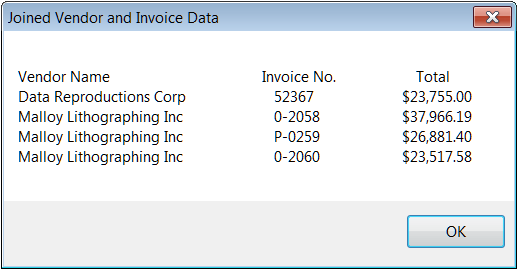 Joined Vendor and Invoice Data
Vendor Name Invoice No. Total
Data Reproductions Corp 52367 $23,755.00
Malloy Lithographing Inc 0-2058 $37,966.19
Malloy Lithographing Inc P-0259 $26,881.40
Malloy Lithographing Inc 0-2060 $23,517.58
OK